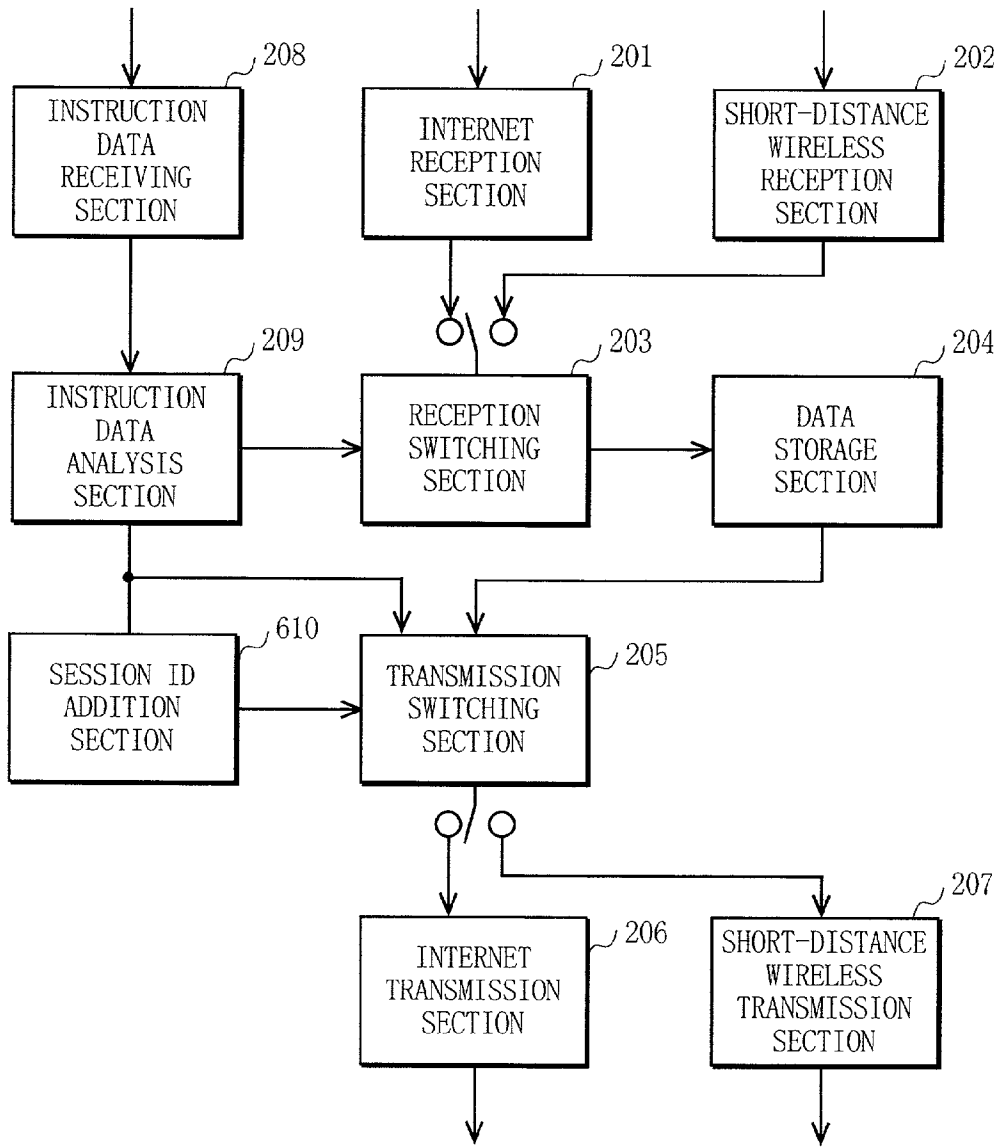 208
INSTRUCTION
DATA
RECEIVING
SECTION
201
INTERNET
RECEPTION
SECTION
202
SHORT-DISTANCE
WIRELESS
RECEPTION
SECTION
209
INSTRUCTION
DATA
ANALYSIS
SECTION
203
RECEPTION
SWITCHING
SECTION
204
DATA
STORAGE
SECTION
610
SESSION ID
ADDITION
SECTION
205
TRANSMISSION
SWITCHING
SECTION
206
INTERNET
TRANSMISSION
SECTION
207
SHORT-DISTANCE
WIRELESS
TRANSMISSION
SECTION